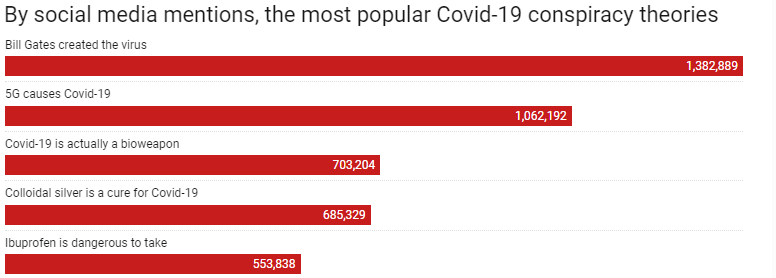 By social media mentions, the most popular Covid-19 conspiracy theories
Bill Gates created the virus
1,382,889
5G causes Covid-19
1,062,192
Covid-19 is actually a bioweapon
703,204
Colloidal silver is a cure for Covid-19
685,329
Ibuprofen is dangerous to take
553,838